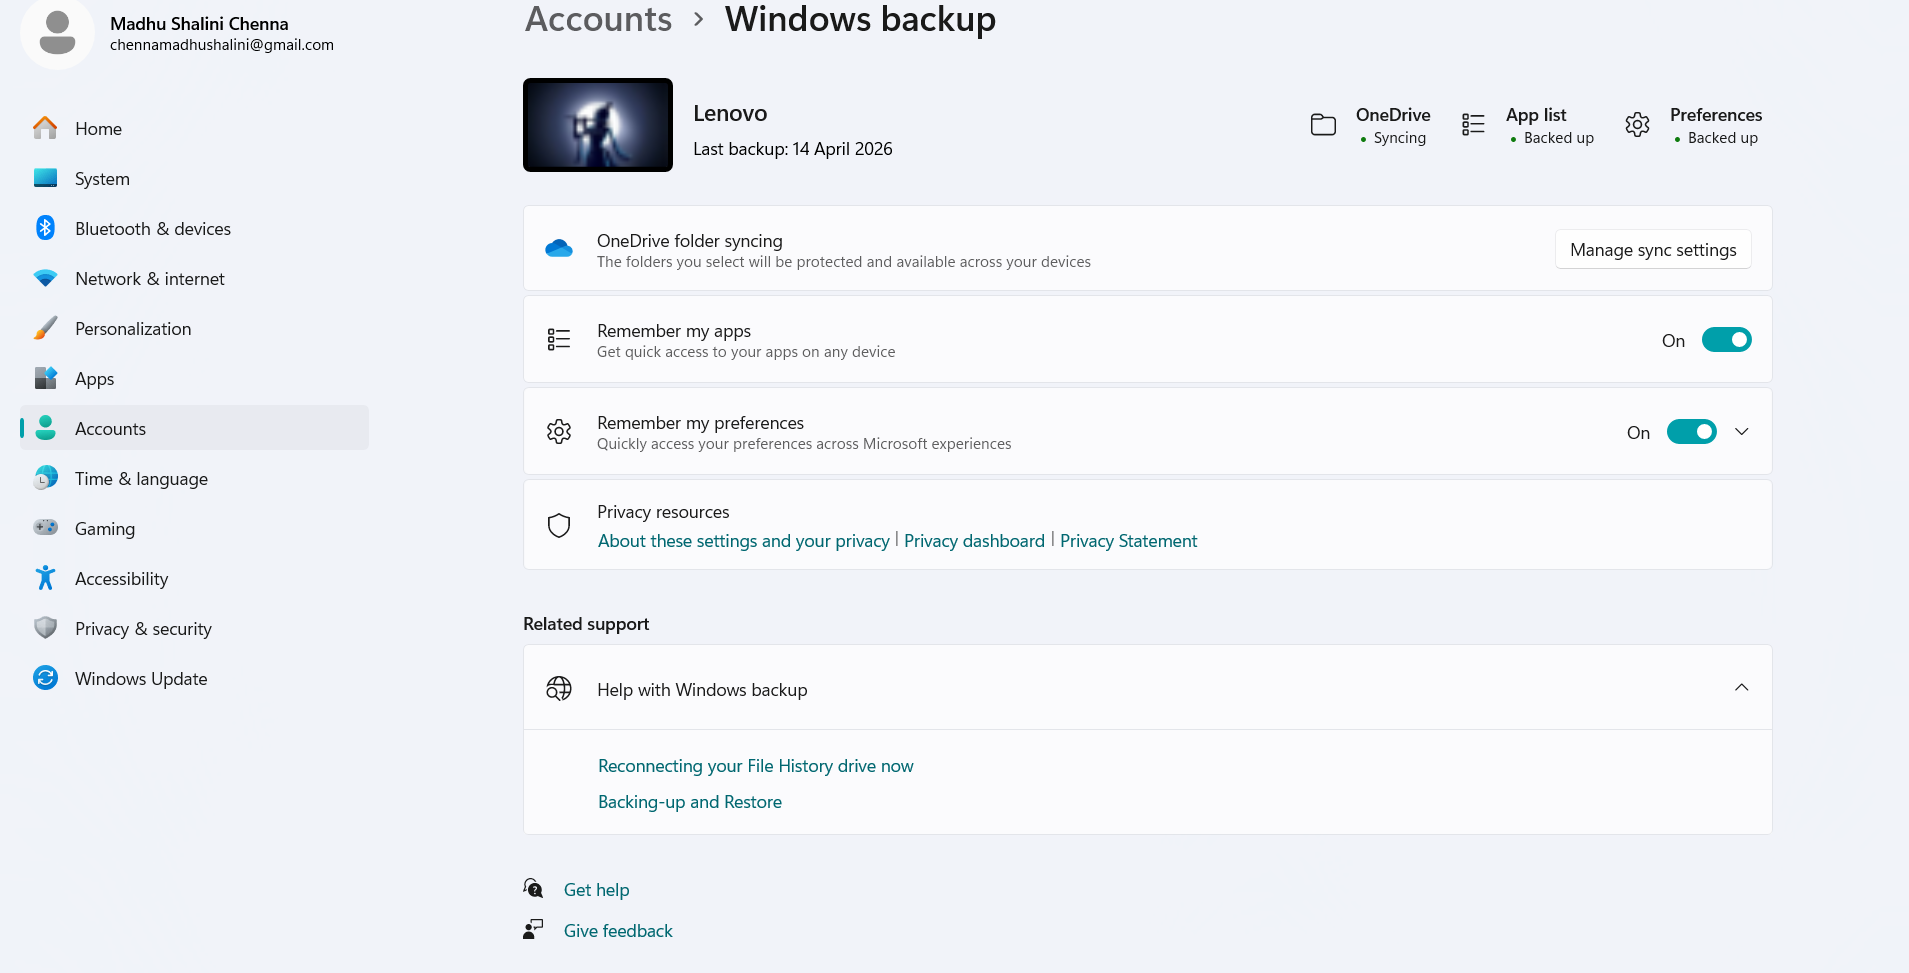 Madhu Shalini Chenna
chennamadhushalini@gmail.com
Home
System
Bluetooth & devices
Network & internet
Personalization
Apps
Accounts
Time & language
Gaming
Accessibility
Privacy & security
Windows Update
Accounts > Windows backup
Lenovo
Last backup: 14 April 2026
OneDrive
Syncing
App list
Backed up
Preferences
Backed up
OneDrive folder syncing
The folders you select will be protected and available across your devices
Manage sync settings
Remember my apps
Get quick access to your apps on any device
On
Remember my preferences
Quickly access your preferences across Microsoft experiences
On
Privacy resources
About these settings and your privacy | Privacy dashboard | Privacy Statement
Related support
Help with Windows backup
Reconnecting your File History drive now
Backing-up and Restore
Get help
Give feedback